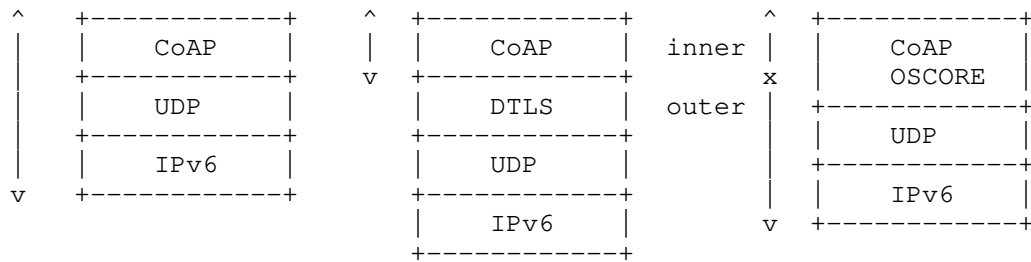 ^ +------------+ ^ +------------+ ^ +------------+
| | CoAP | | | CoAP | inner | | CoAP |
| +------------+ v +------------+ x | OSCORE |
| | UDP | | DTLS | outer | +------------+
| +------------+ +------------+ | | UDP |
| | IPv6 | | UDP | | +------------+
v +------------+ +------------+ | | IPv6 |
| IPv6 | v +------------+
+------------+